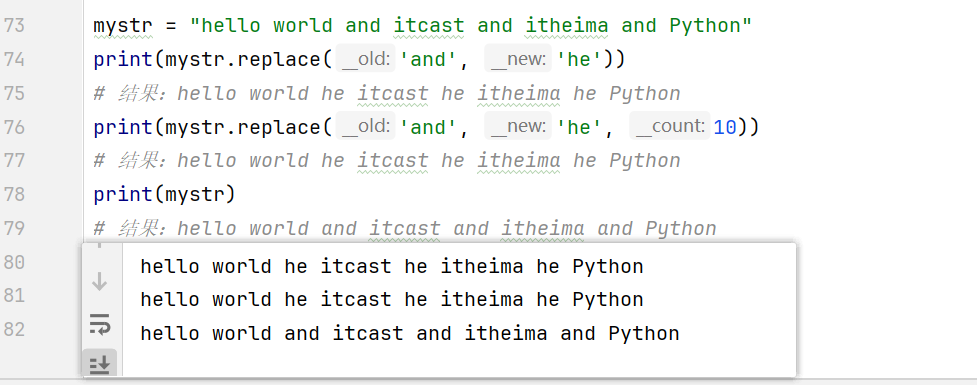 73 mystr = "hello world and itcast and itheima and Python"
74 print(mystr.replace(__old: 'and', __new: 'he'))
75 # 结果：hello world he itcast he itheima he Python
76 print(mystr.replace(__old: 'and', __new: 'he', __count: 10))
77 # 结果：hello world he itcast he itheima he Python
78 print(mystr)
79 # 结果：hello world and itcast and itheima and Python
80
81
82
hello world he itcast he itheima he Python
hello world he itcast he itheima he Python
hello world and itcast and itheima and Python